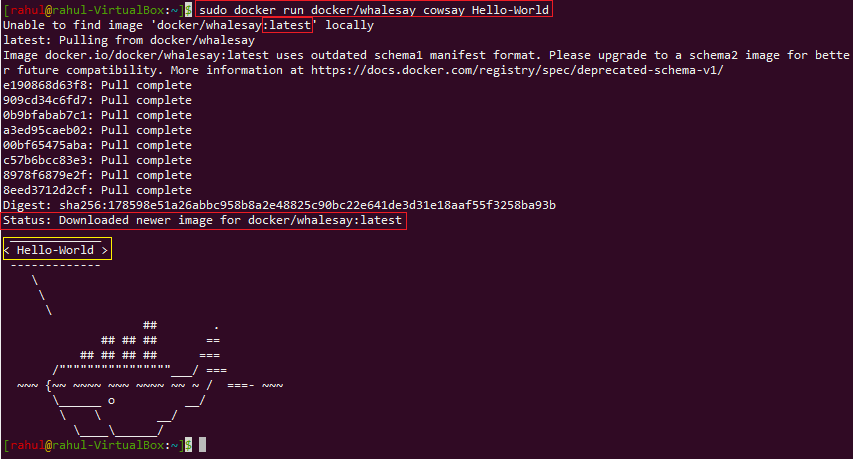 [rahul@rahul-VirtualBox:~]$ sudo docker run docker/whalesay cowsay Hello-World
Unable to find image 'docker/whalesay:latest' locally
latest: Pulling from docker/whalesay
Image docker.io/docker/whalesay:latest uses outdated schema1 manifest format. Please upgrade to a schema2 image for bette
r future compatibility. More information at https://docs.docker.com/registry/spec/deprecated-schema-v1/
e190868d63f8: Pull complete
909cd34c6fd7: Pull complete
0b9bfabab7c1: Pull complete
a3ed95caeb02: Pull complete
00bf65475aba: Pull complete
c57b6bcc83e3: Pull complete
8978f6879e2f: Pull complete
8eed3712d2cf: Pull complete
Digest: sha256:178598e51a26abbc958b8a2e48825c90bc22e641de3d31e18aaf55f3258ba93b
Status: Downloaded newer image for docker/whalesay:latest
 _____________
< Hello-World >
 -------------
    \
     \
      \
                    ##        .
              ## ## ##       ==
           ## ## ## ##      ===
       /""""""""""""""""___/ ===
  ~~~ {~~ ~~~~ ~~~ ~~~~ ~~ ~ /  ===- ~~~
       \______ o          __/
        \    \        __/
          \____\______/
[rahul@rahul-VirtualBox:~]$